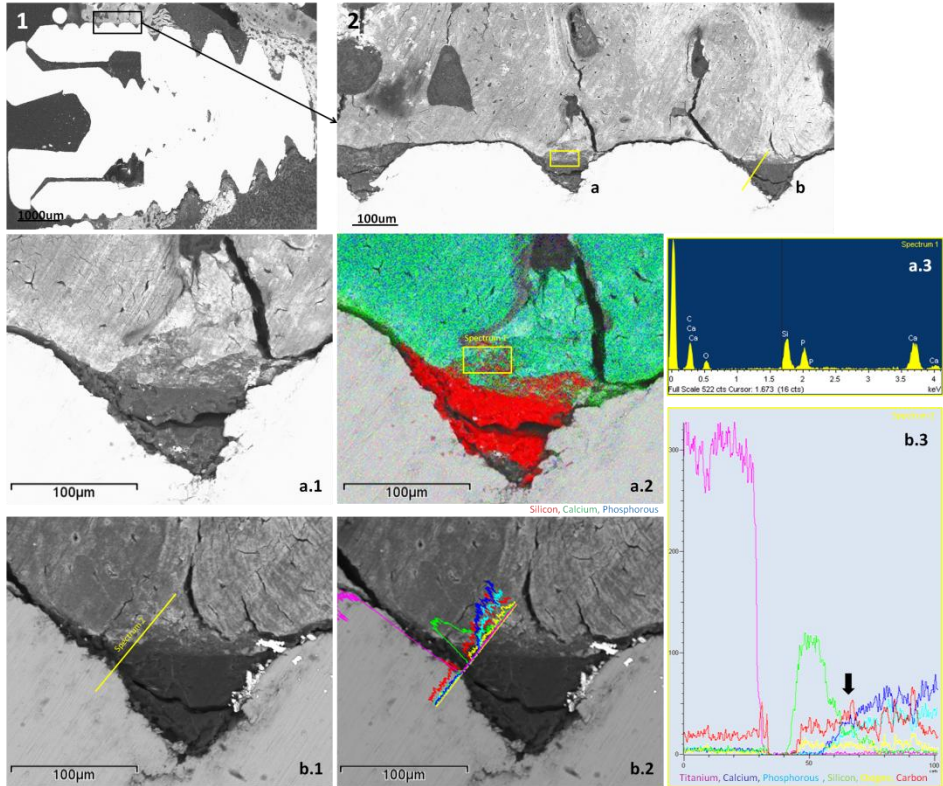 1
1000um
2
a
b
100um
a.1
100µm
Spectrum 1
a.2
100µm
Silicon, Calcium, Phosphorous
Spectrum 1
a.3
C
Ca
O
Si
P
P
Ca
Ca
0 0.5 1 1.5 2 2.5 3 3.5 4
Full Scale 522 cts Cursor: 1.673 (16 cts)
keV
b.3
300
200
100
0
50
100
Titanium, Calcium, Phosphorous , Silicon, Oxygen, Carbon
Spectrum 2
b.1
100µm
b.2
100µm